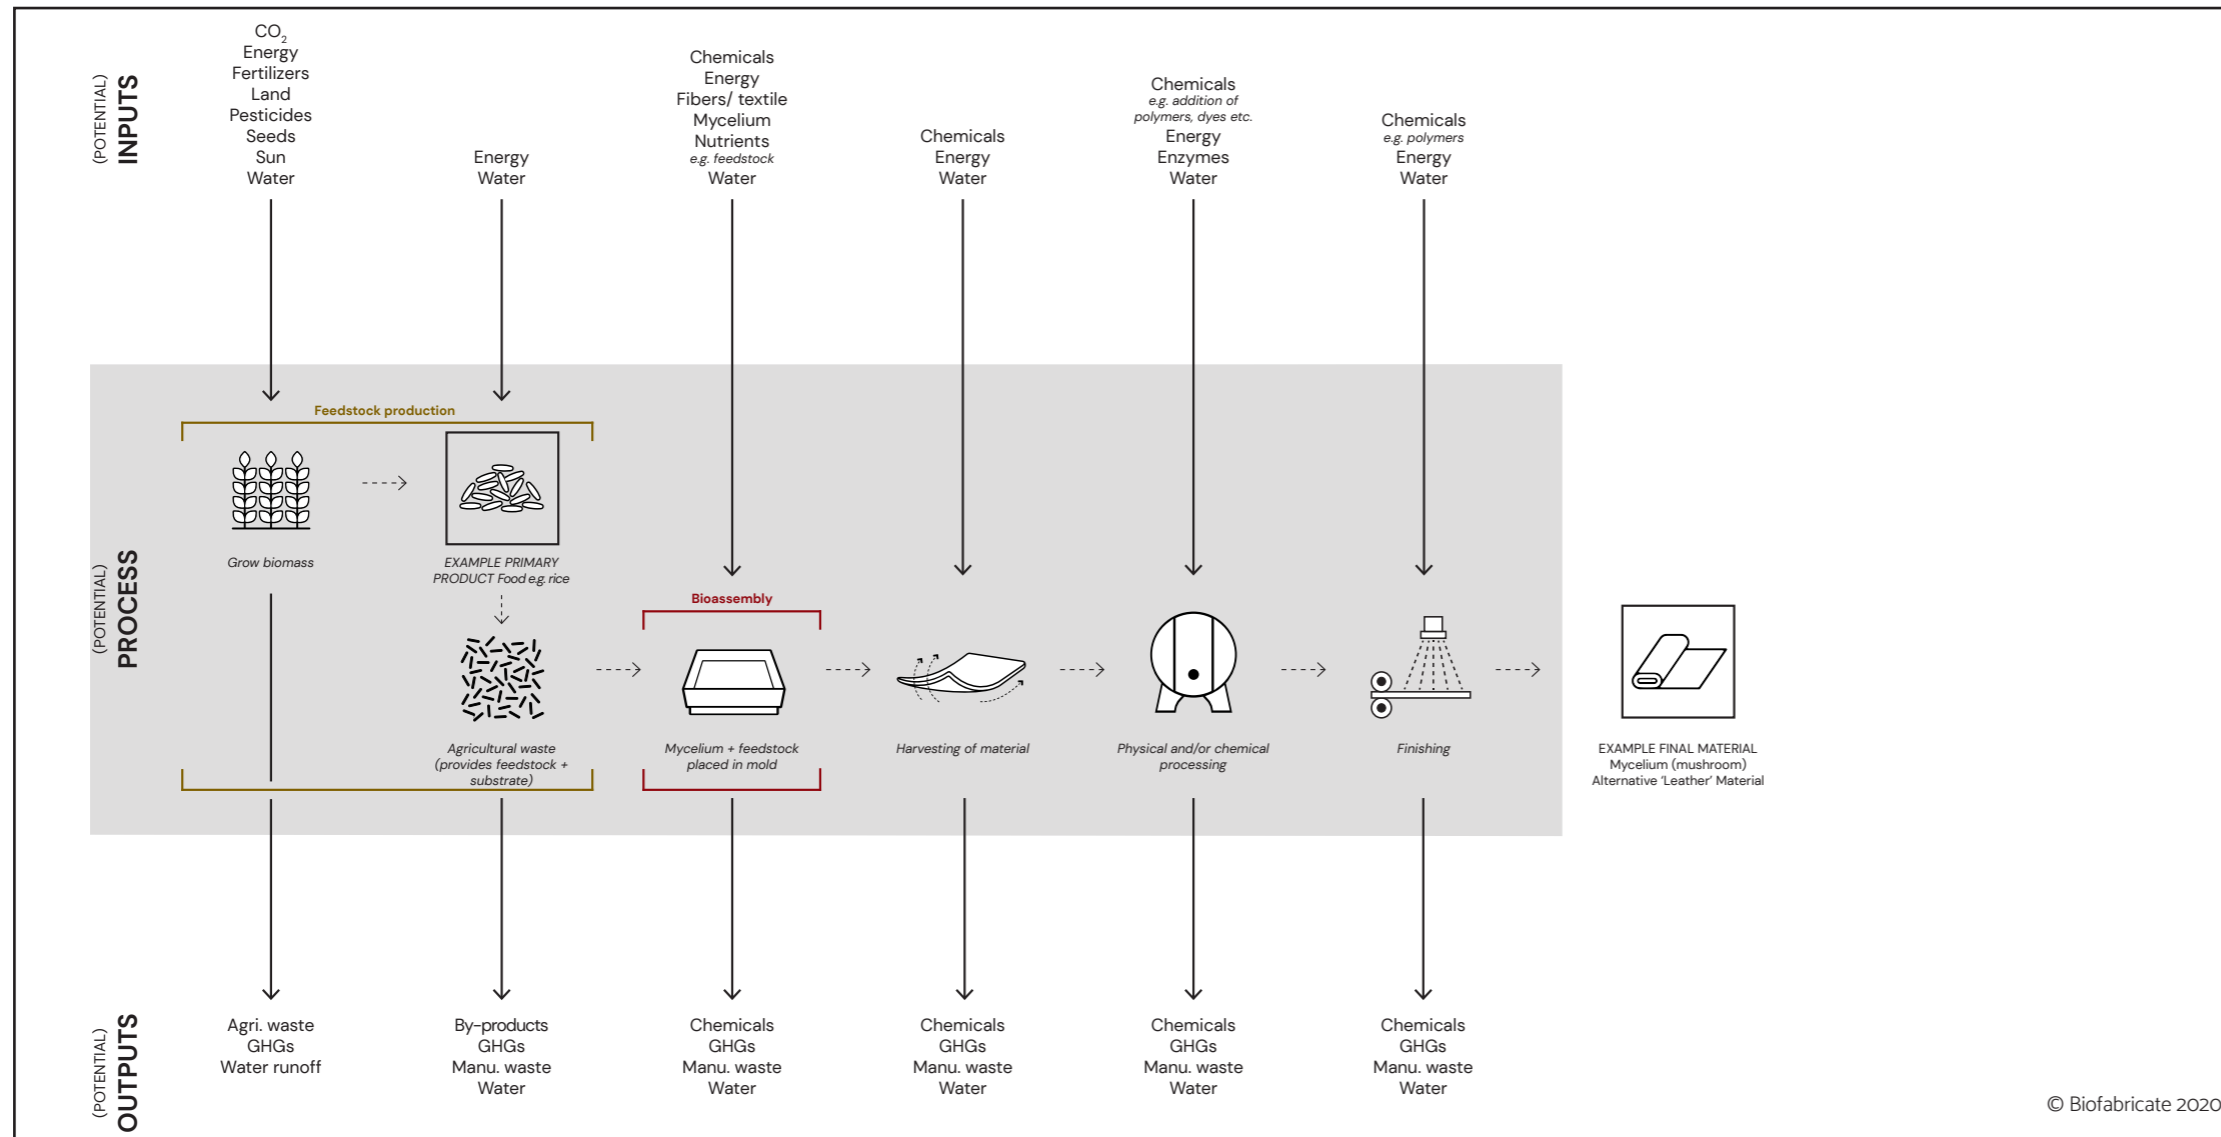 (POTENTIAL)
INPUTS
CO2
Energy
Fertilizers
Land
Pesticides
Seeds
Sun
Water
Energy
Water
Chemicals
Energy
Fibers/ textile
Mycelium
Nutrients
e.g. feedstock
Water
Chemicals
Energy
Water
Chemicals
e.g. addition of
polymers, dyes etc.
Energy
Enzymes
Water
Chemicals
e.g. polymers
Energy
Water
(POTENTIAL)
PROCESS
Feedstock production
Grow biomass
EXAMPLE PRIMARY
PRODUCT Food e.g. rice
Agricultural waste
(provides feedstock +
substrate)
Bioassembly
Mycelium + feedstock
placed in mold
Harvesting of material
Physical and/or chemical
processing
Finishing
EXAMPLE FINAL MATERIAL
Mycelium (mushroom)
Alternative ‘Leather’ Material
(POTENTIAL)
OUTPUTS
Agri. waste
GHGs
Water runoff
By-products
GHGs
Manu. waste
Water
Chemicals
GHGs
Manu. waste
Water
Chemicals
GHGs
Manu. waste
Water
Chemicals
GHGs
Manu. waste
Water
Chemicals
GHGs
Manu. waste
Water
© Biofabricate 2020